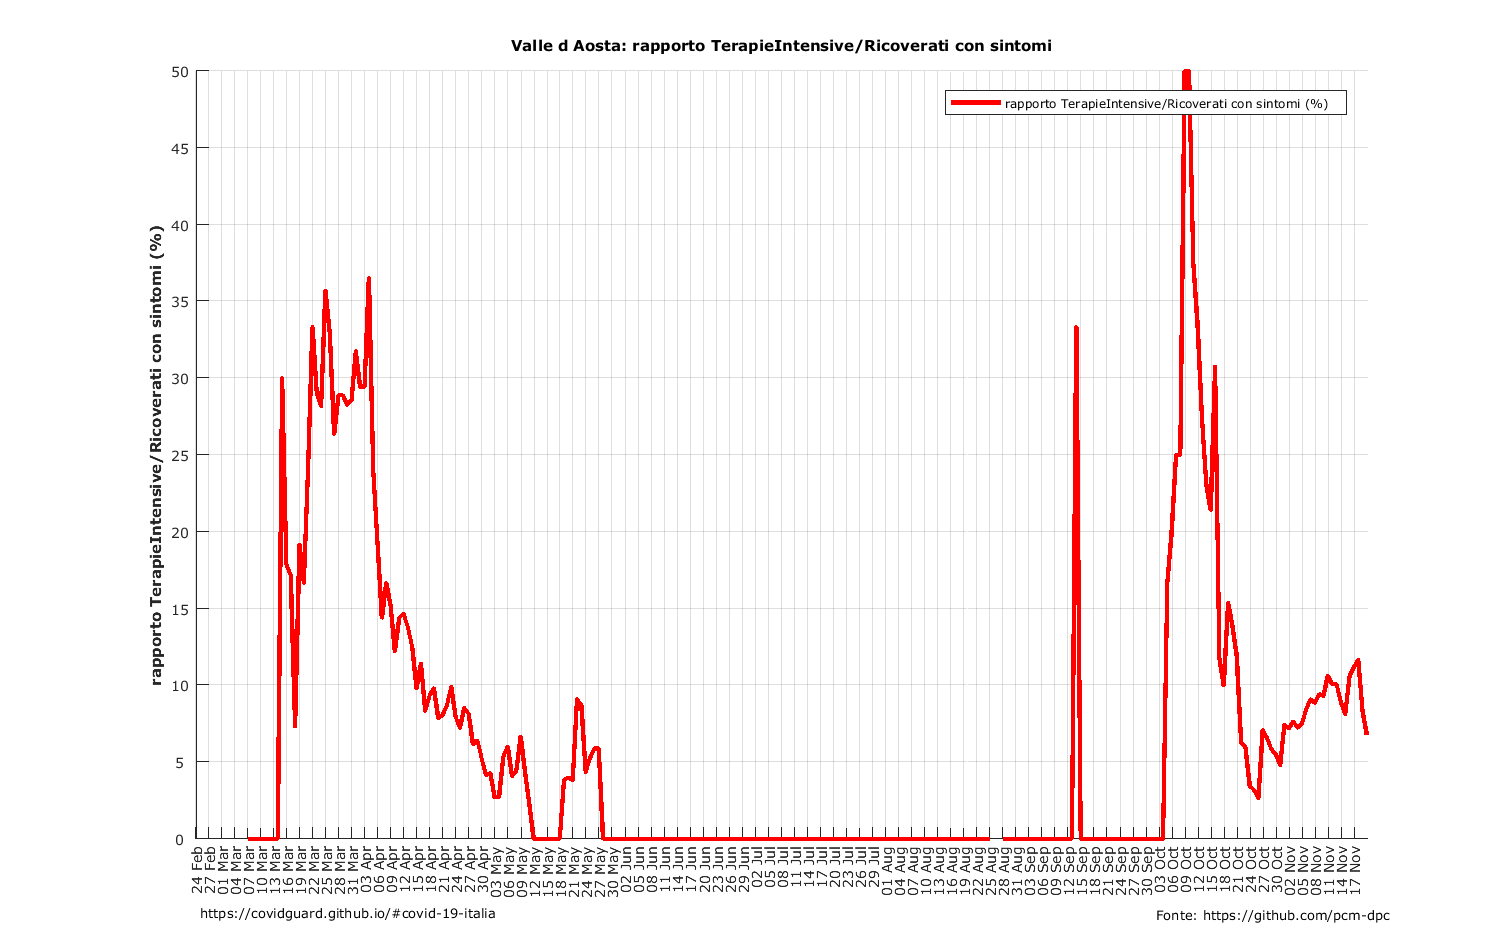 Valle d Aosta: rapporto TerapieIntensive/Ricoverati con sintomi
rapporto TerapieIntensive/Ricoverati con sintomi (%)
rapporto TerapieIntensive/Ricoverati con sintomi (%)
50
45
40
35
30
25
20
15
10
5
0
24 Feb
27 Feb
01 Mar
04 Mar
07 Mar
10 Mar
13 Mar
16 Mar
19 Mar
22 Mar
25 Mar
28 Mar
31 Mar
03 Apr
06 Apr
09 Apr
12 Apr
15 Apr
18 Apr
21 Apr
24 Apr
27 Apr
30 Apr
03 May
06 May
09 May
12 May
15 May
18 May
21 May
24 May
27 May
30 May
02 Jun
05 Jun
08 Jun
11 Jun
14 Jun
17 Jun
20 Jun
23 Jun
26 Jun
29 Jun
02 Jul
05 Jul
08 Jul
11 Jul
14 Jul
17 Jul
20 Jul
23 Jul
26 Jul
29 Jul
01 Aug
04 Aug
07 Aug
10 Aug
13 Aug
16 Aug
19 Aug
22 Aug
25 Aug
28 Aug
31 Aug
03 Sep
06 Sep
09 Sep
12 Sep
15 Sep
18 Sep
21 Sep
24 Sep
27 Sep
30 Sep
03 Oct
06 Oct
09 Oct
12 Oct
15 Oct
18 Oct
21 Oct
24 Oct
27 Oct
30 Oct
02 Nov
05 Nov
08 Nov
11 Nov
14 Nov
17 Nov
https://covidguard.github.io/#covid-19-italia
Fonte: https://github.com/pcm-dpc